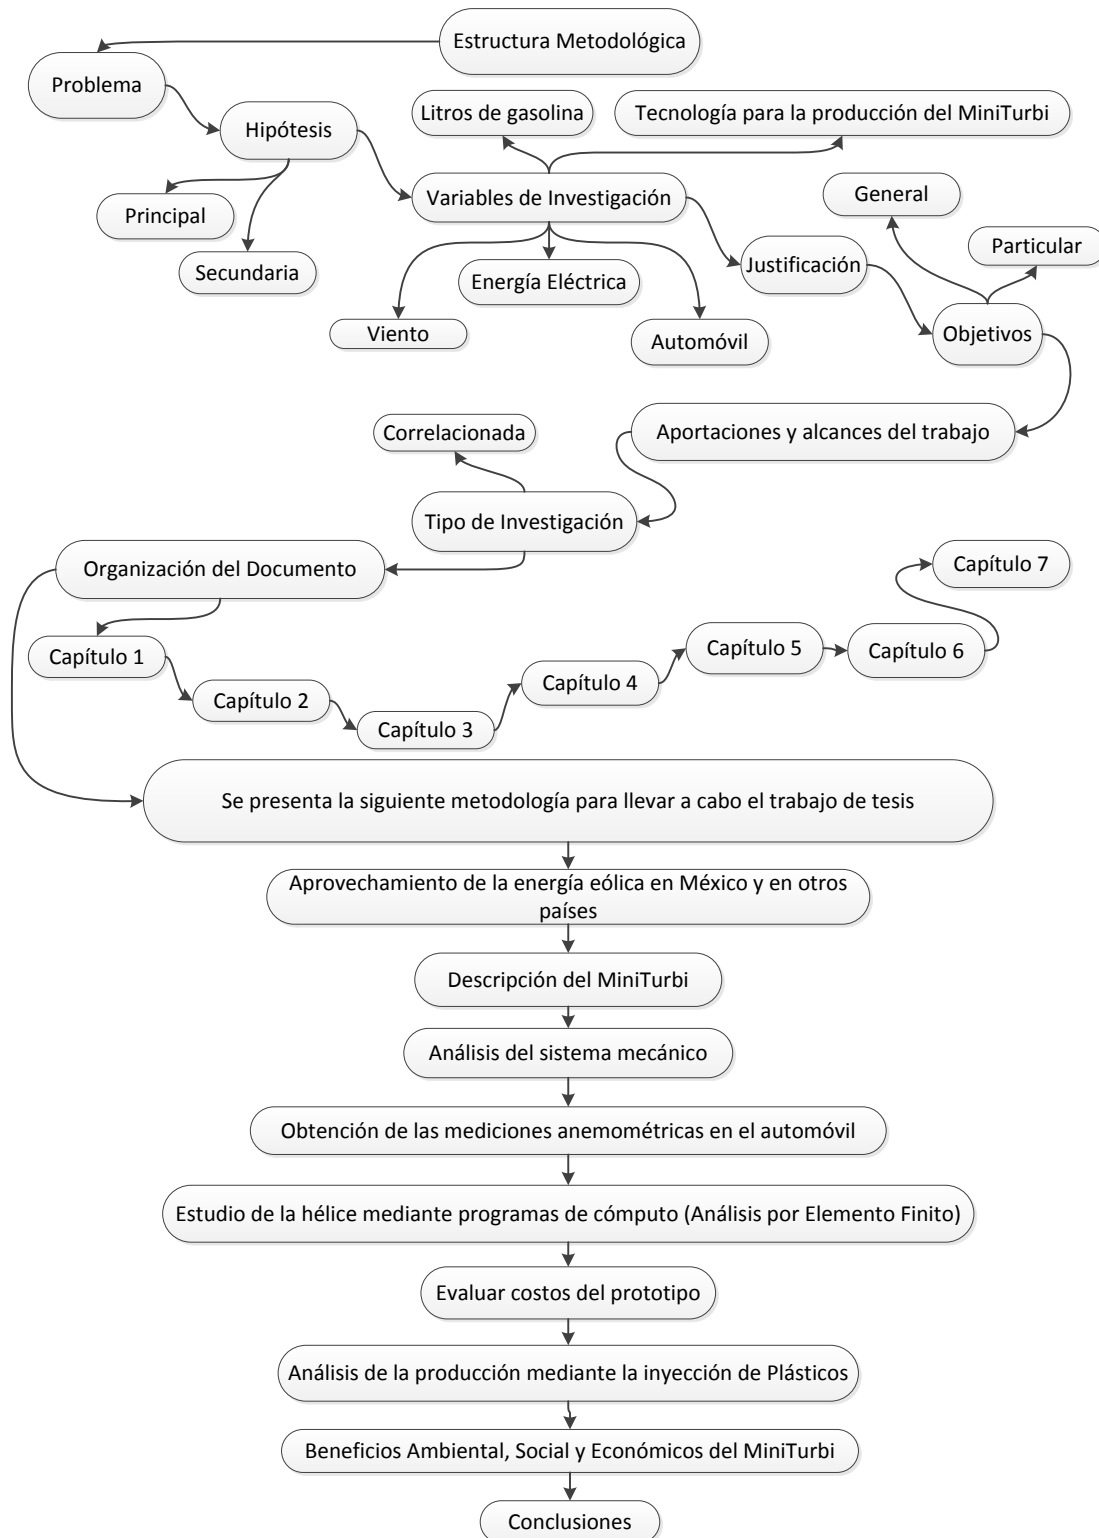 Estructura Metodológica
Problema
Hipótesis
Principal
Secundaria
Litros de gasolina
Tecnología para la producción del MiniTurbi
Variables de Investigación
Viento
Energía Eléctrica
Automóvil
Justificación
General
Particular
Objetivos
Aportaciones y alcances del trabajo
Correlacionada
Tipo de Investigación
Organización del Documento
Capítulo 1
Capítulo 2
Capítulo 3
Capítulo 4
Capítulo 5
Capítulo 6
Capítulo 7
Se presenta la siguiente metodología para llevar a cabo el trabajo de tesis
Aprovechamiento de la energía eólica en México y en otros
países
Descripción del MiniTurbi
Análisis del sistema mecánico
Obtención de las mediciones anemométricas en el automóvil
Estudio de la hélice mediante programas de cómputo (Análisis por Elemento Finito)
Evaluar costos del prototipo
Análisis de la producción mediante la inyección de Plásticos
Beneficios Ambiental, Social y Económicos del MiniTurbi
Conclusiones